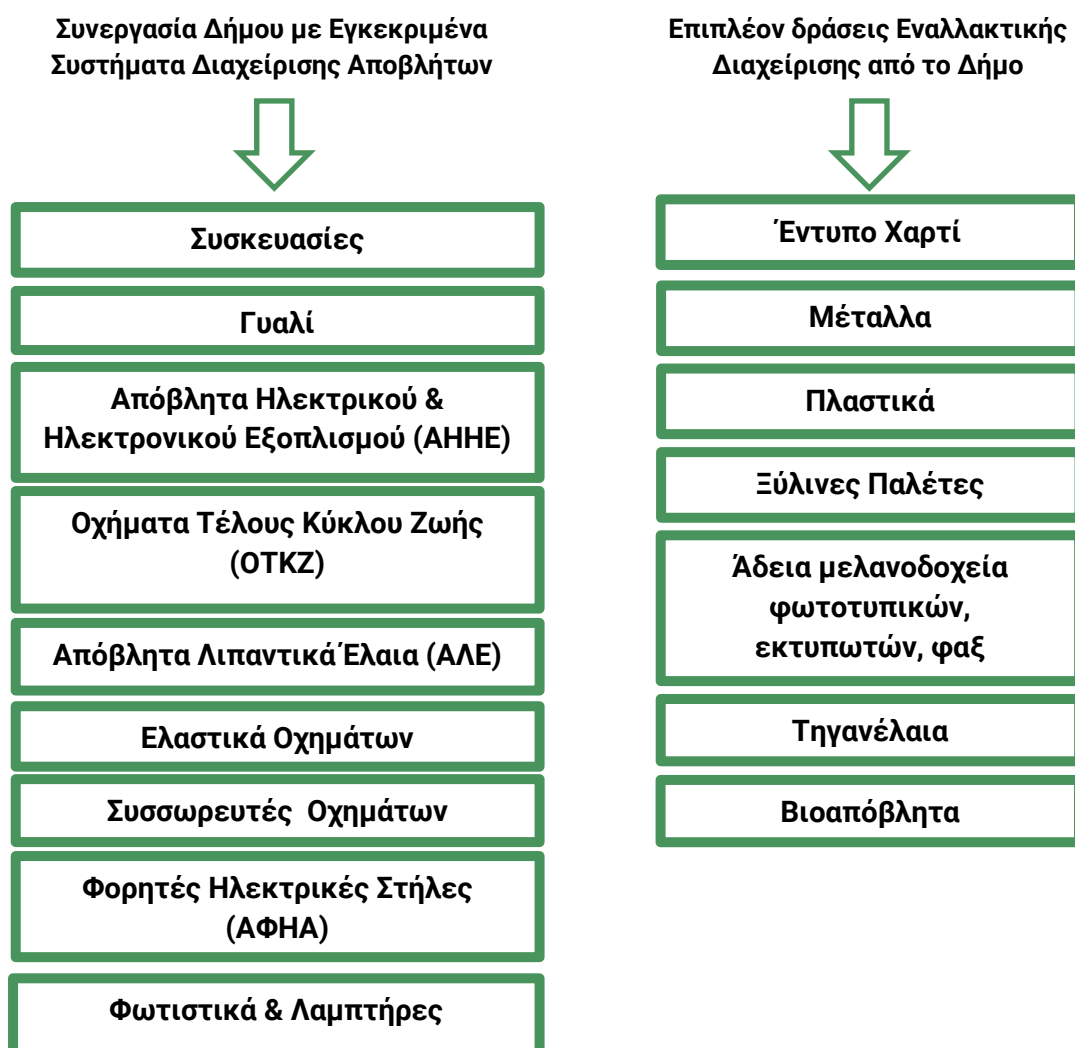 Συνεργασία Δήμου με Εγκεκριμένα
Συστήματα Διαχείρισης Αποβλήτων
Συσκευασίες
Γυαλί
Απόβλητα Ηλεκτρικού &
Ηλεκτρονικού Εξοπλισμού (ΑΗΗΕ)
Οχήματα Τέλους Κύκλου Ζωής
(ΟΤΚΖ)
Απόβλητα Λιπαντικά Έλαια (ΑΛΕ)
Ελαστικά Οχημάτων
Συσσωρευτές Οχημάτων
Φορητές Ηλεκτρικές Στήλες
(ΑΦΗΑ)
Φωτιστικά & Λαμπτήρες
Επιπλέον δράσεις Εναλλακτικής
Διαχείρισης από το Δήμο
Έντυπο Χαρτί
Μέταλλα
Πλαστικά
Ξύλινες Παλέτες
Άδεια μελανοδοχεία
φωτοτυπικών,
εκτυπωτών, φαξ
Τηγανέλαια
Βιοαπόβλητα